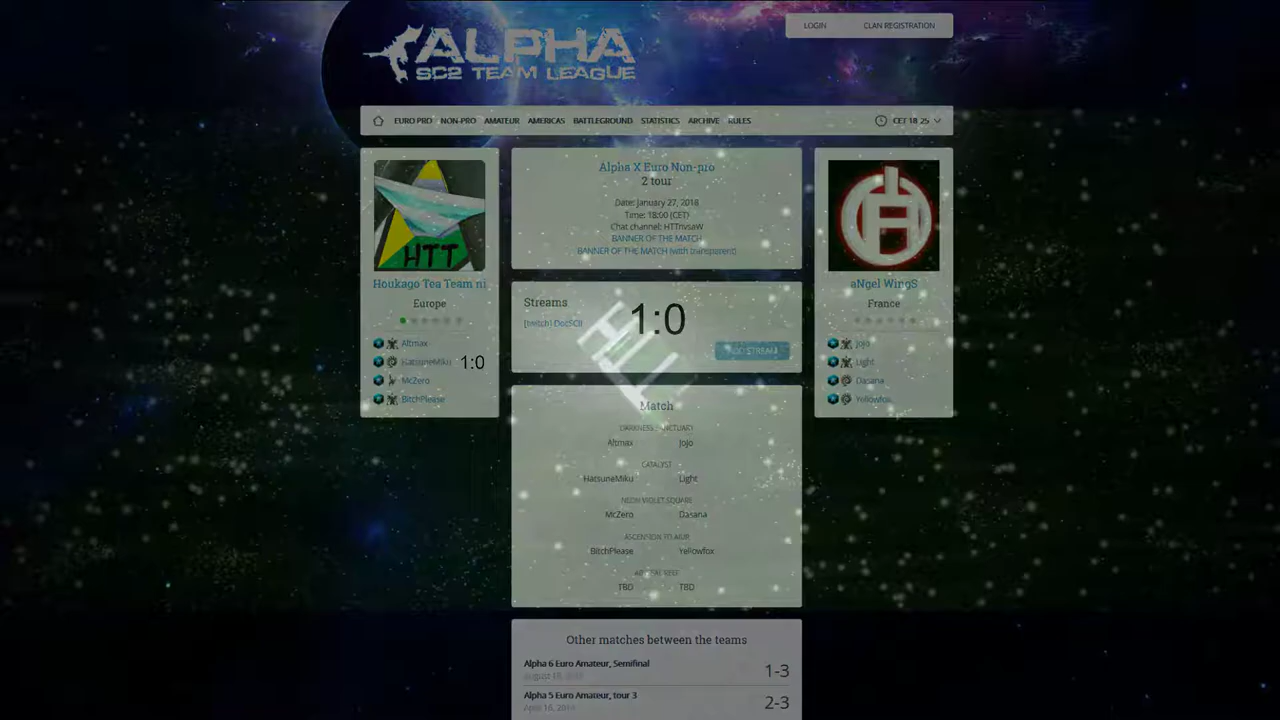 ALPHA
SC2 TEAM LEAGUE
LOGIN
CLAN REGISTRATION
EURO PRO
NON-PRO
AMATEUR
AMERICAS
BATTLEGROUND
STATISTICS
ARCHIVE
RULES
CET 18:25
HTT
Houkago Tea Team ni
Europe
Altmax
HatsuneMiku 1:0
McZero
BitchPlease
Alpha X Euro Non-pro
2 tour
Date: January 27, 2018
Time: 18:00 (CET)
Chat channel: HTTnvsaW
BANNER OF THE MATCH
BANNER OF THE MATCH (with transparent)
Streams
1:0
STREAM
Match
DARKNESS SANCTUARY
Altmax JoJo
CATALYST
HatsuneMiku Light
NEON VIOLET SQUARE
McZero Dasana
ASCENSION TO AIUR
BitchPlease Yellowfox
TBD TBD
Other matches between the teams
Alpha 6 Euro Amateur, Semifinal
1-3
Alpha 5 Euro Amateur, tour 3
2-3
aNgel WingS
France
JoJo
Light
Dasana
Yellowfox